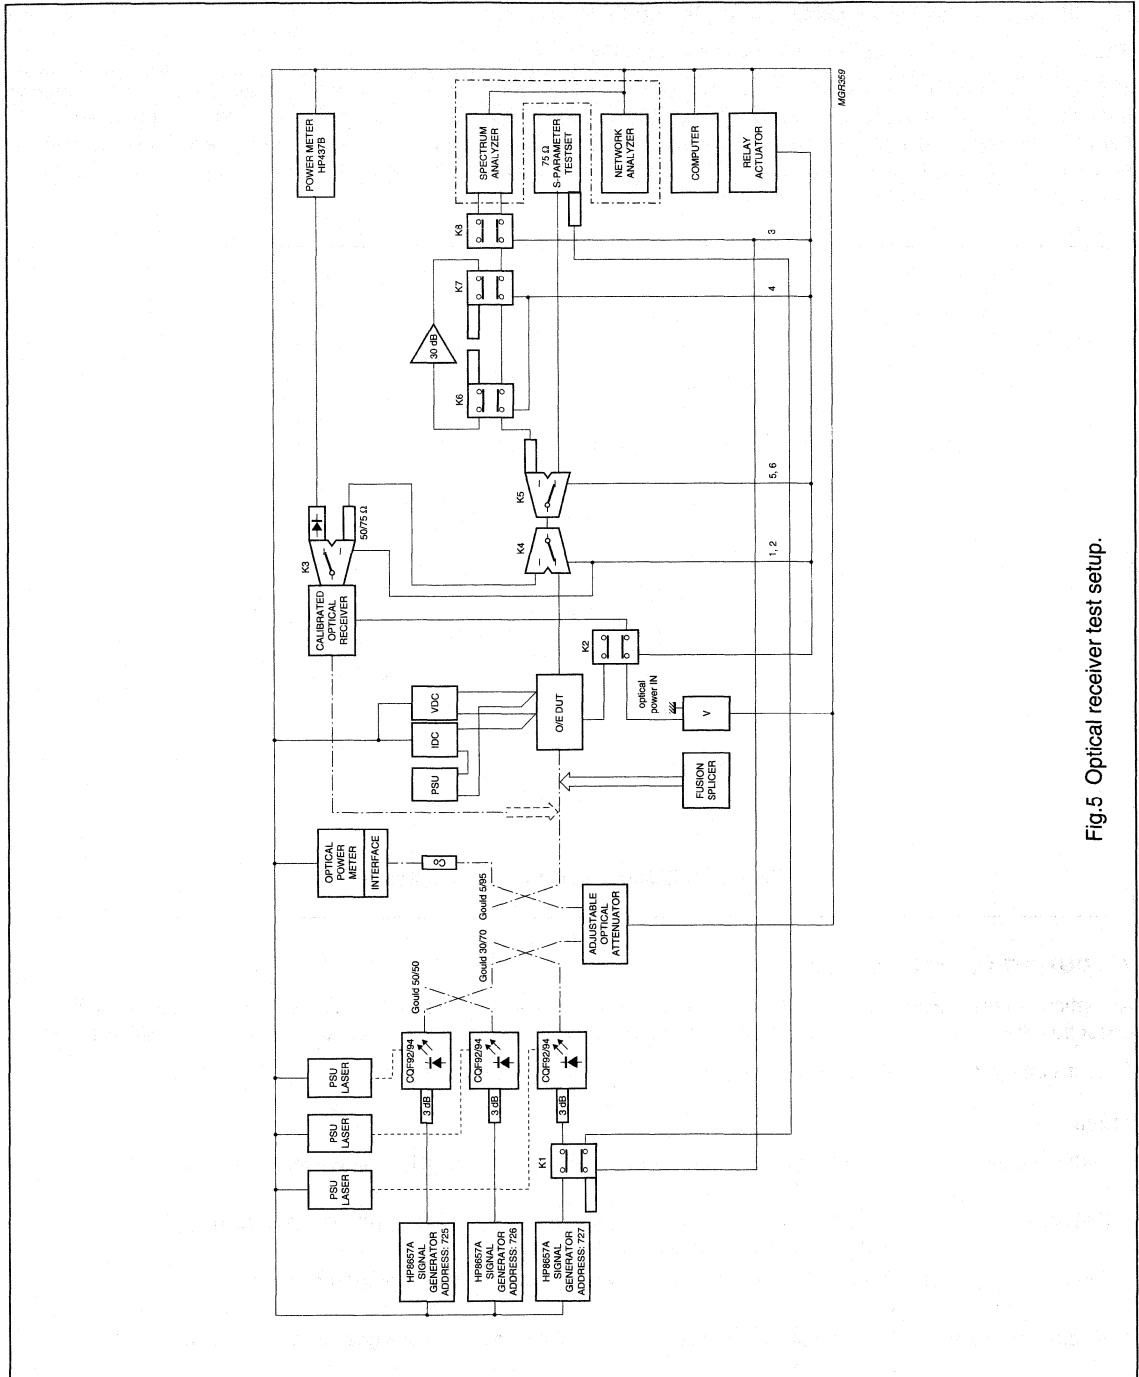 POWER METER
HP437B
SPECTRUM
ANALYZER
75 Ω
S-PARAMETER
TESTSET
NETWORK
ANALYZER
COMPUTER
RELAY
ACTUATOR
MGR359
K8
3
K7
4
30 dB
K6
K5
5, 6
K3
50/75 Ω
K4
1, 2
CALIBRATED
OPTICAL
RECEIVER
K2
VDC
IDC
PSU
O/E DUT
optical
power IN
V
FUSION
SPLICER
OPTICAL
POWER
METER
INTERFACE
Gould 5/95
Gould 30/70
Gould 50/50
ADJUSTABLE
OPTICAL
ATTENUATOR
PSU
LASER
PSU
LASER
PSU
LASER
CQF92/94
CQF92/94
CQF92/94
3 dB
3 dB
3 dB
K1
HP8657A
SIGNAL
GENERATOR
ADDRESS: 725
HP8657A
SIGNAL
GENERATOR
ADDRESS: 726
HP8657A
SIGNAL
GENERATOR
ADDRESS: 727
Fig.5 Optical receiver test setup.